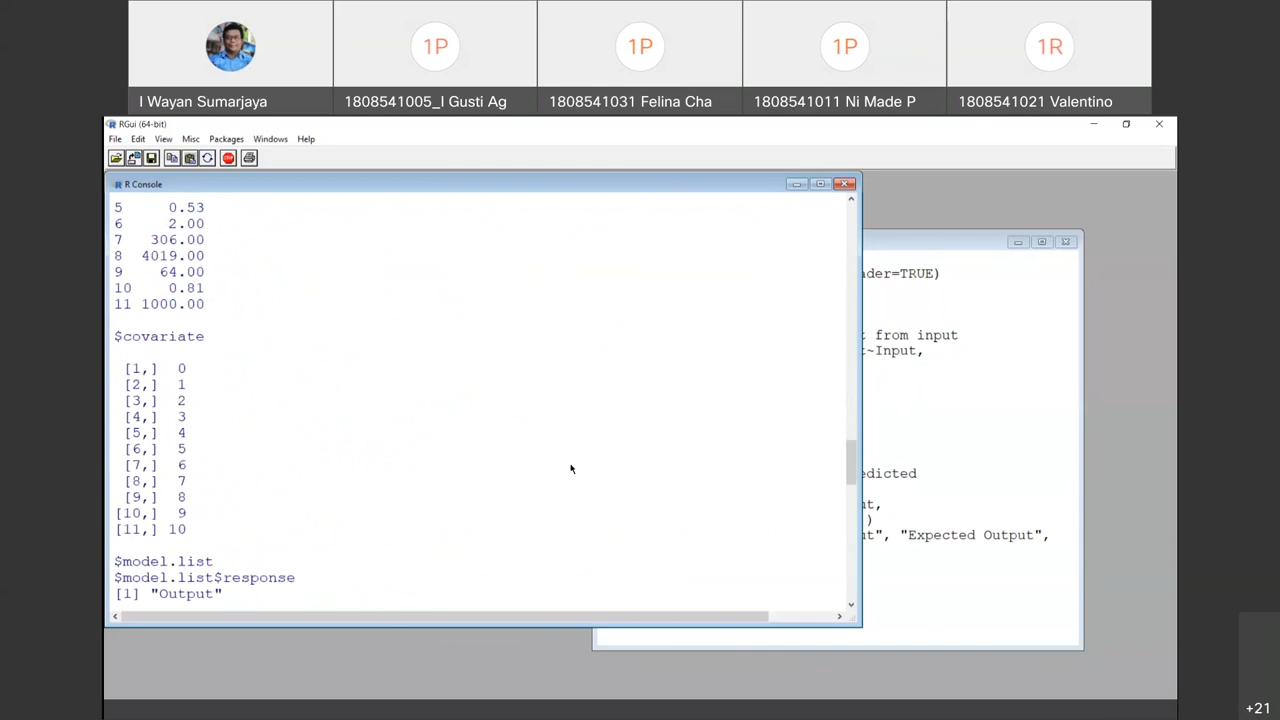 1P
1P
1P
1R
I Wayan Sumarjaya
1808541005_I Gusti Ag
1808541031 Felina Cha
1808541011 Ni Made P
1808541021 Valentino
RGui (64-bit)
File Edit View Misc Packages Windows Help
STOP
R Console
5 0.53
6 2.00
7 306.00
8 4019.00
9 64.00
10 0.81
11 1000.00
$covariate
[1,] 0
[2,] 1
[3,] 2
[4,] 3
[5,] 4
[6,] 5
[7,] 6
[8,] 7
[9,] 8
[10,] 9
[11,] 10
$model.list
$model.list$response
[1] "Output"
der=TRUE)
t from input
t~Input,
edicted
ut,
)
ut", "Expected Output",
+21